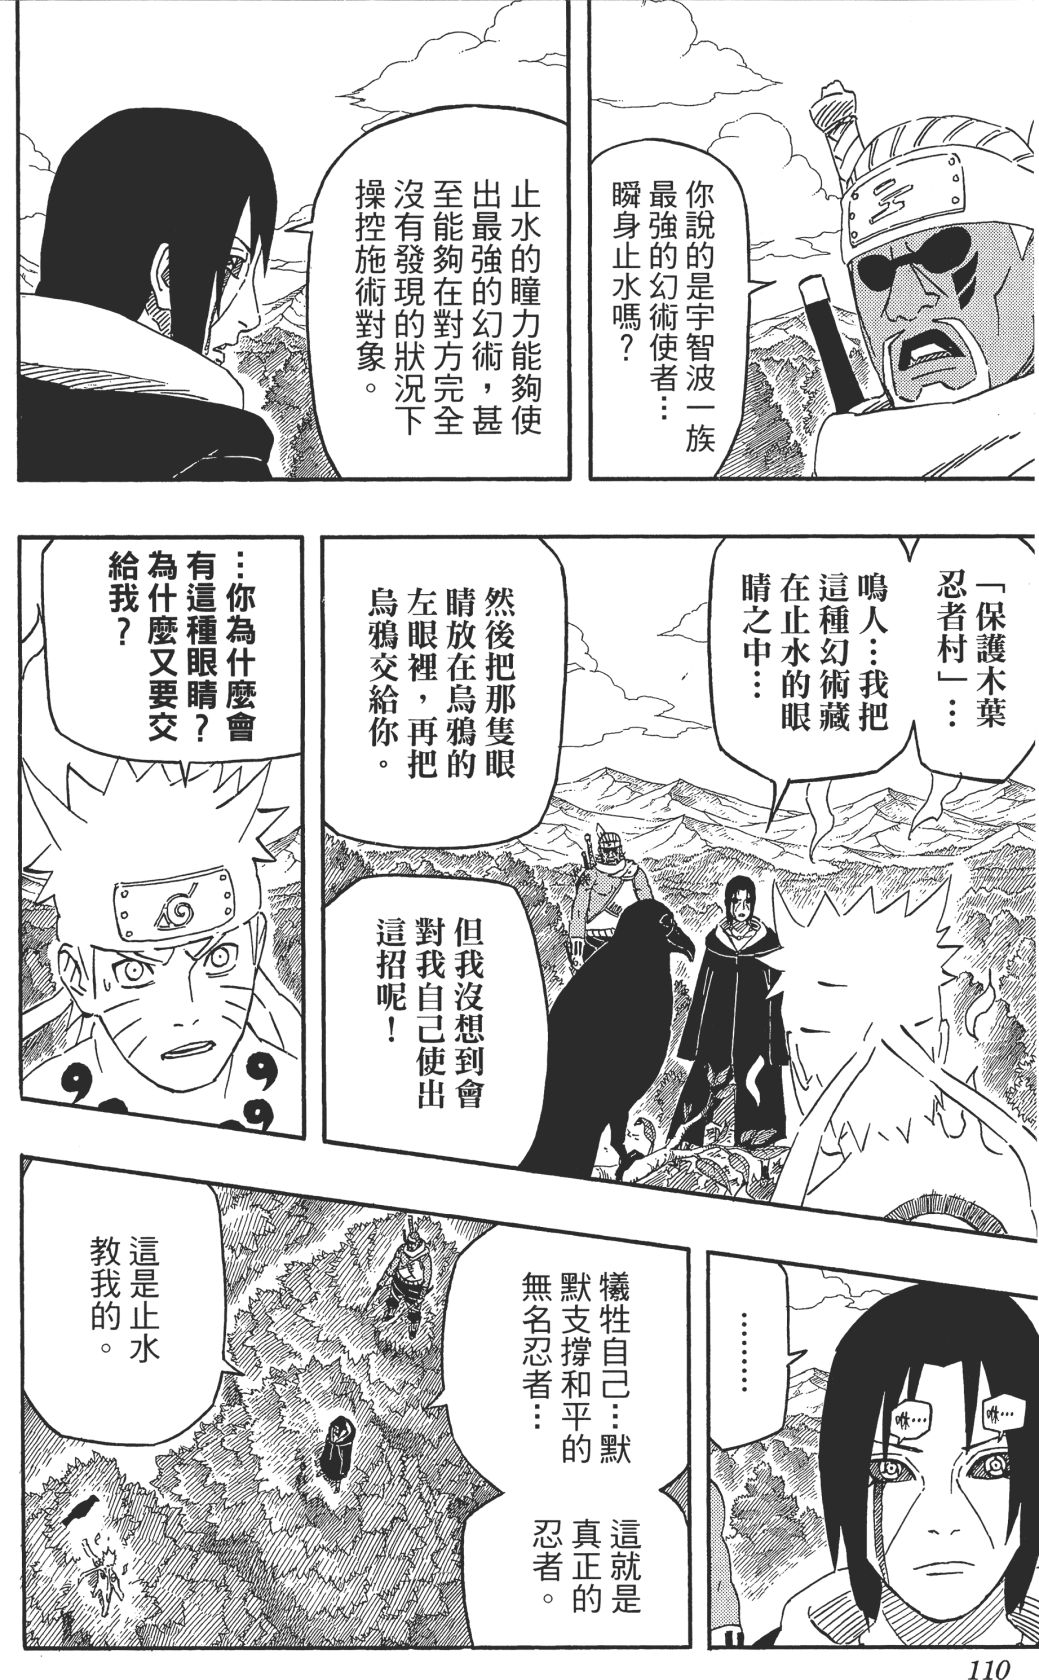 你說的是宇智波一族
最強的幻術使者…
瞬身止水嗎？
止水的瞳力能夠使
出最強的幻術，甚
至能夠在對方完全
沒有發現的狀況下
操控施術對象。
「保護木葉
忍者村」…
鳴人…我把
這種幻術藏
在止水的眼
睛之中…
然後把那隻眼
睛放在烏鴉的
左眼裡，再把
烏鴉交給你。
但我沒想到會
對我自己使出
這招呢！
…你為什麼會
有這種眼睛？
為什麼又要交
給我？
咻…
咻…
………
犧牲自己…默
默支撐和平的
無名忍者…
這就是
真正的
忍者。
這是止水
教我的。
110